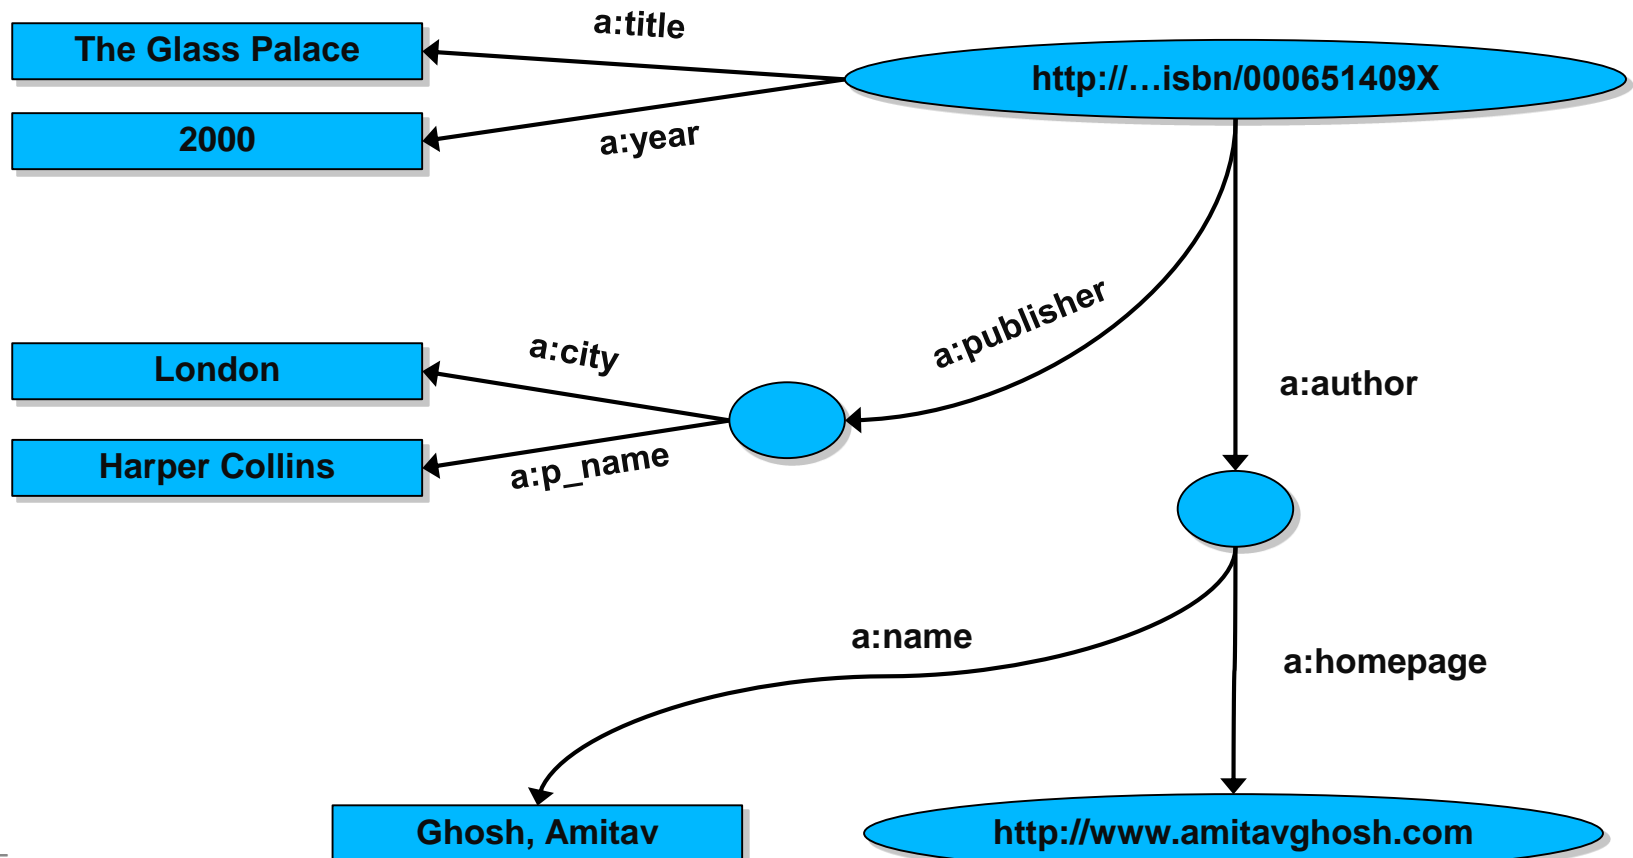 a:title
The Glass Palace
http://…isbn/000651409X
2000
a:year
a:publisher
a:city
London
a:author
Harper Collins
a:p_name
a:name
a:homepage
Ghosh, Amitav
http://www.amitavghosh.com